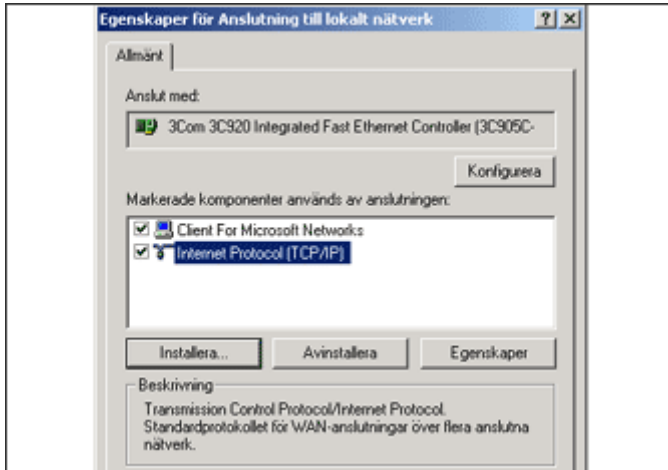 Egenskaper för Anslutning till lokalt nätverk
Allmänt
Anslut med:
3Com 3C920 Integrated Fast Ethernet Controller (3C905C-
Konfigurera
Markerade komponenter används av anslutningen:
Client For Microsoft Networks
Internet Protocol (TCP/IP)
Installera... Avinstallera Egenskaper
Beskrivning
Transmission Control Protocol/Internet Protocol.
Standardprotokollet för WAN-anslutningar över flera anslutna
nätverk.